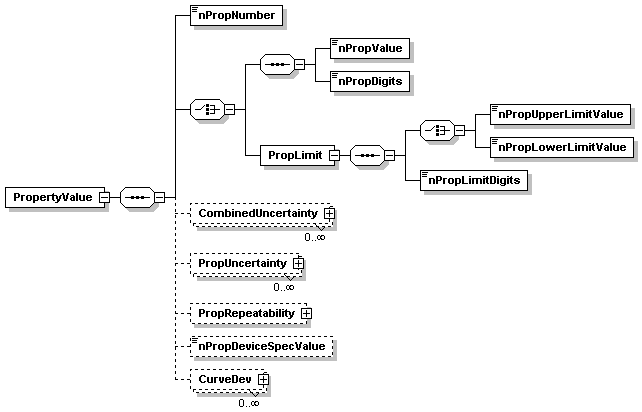 nPropNumber
nPropValue
nPropDigits
nPropUpperLimitValue
PropLimit
nPropLowerLimitValue
nPropLimitDigits
PropertyValue
CombinedUncertainty
0..∞
PropUncertainty
0..∞
PropRepeatability
nPropDeviceSpecValue
CurveDev
0..∞